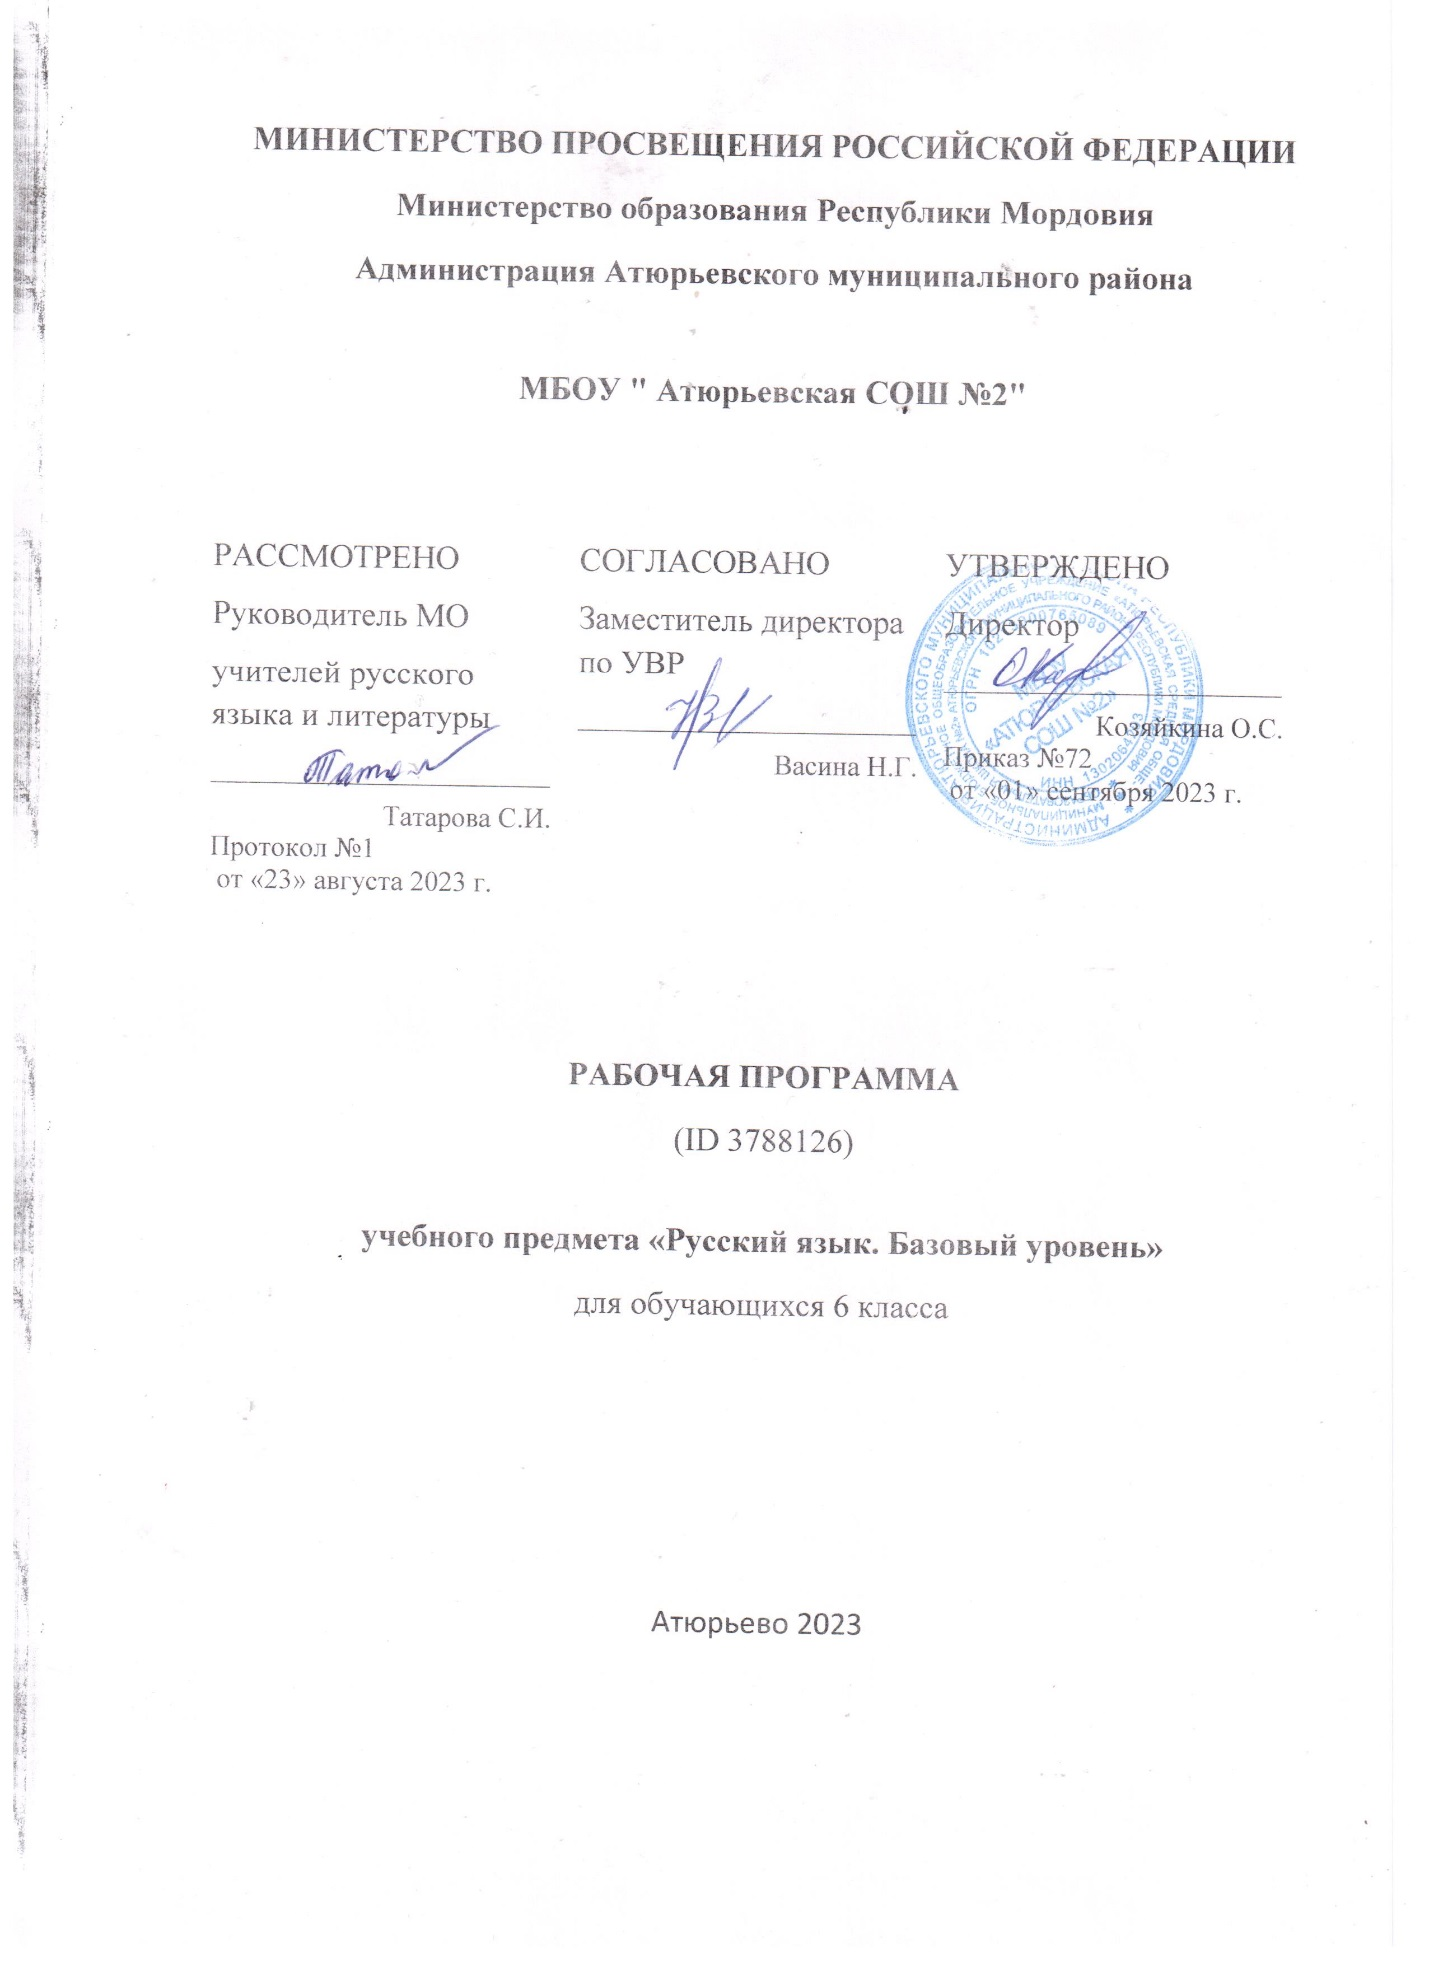 МИНИСТЕРСТВО ПРОСВЕЩЕНИЯ РОССИЙСКОЙ ФЕДЕРАЦИИ
Министерство образования Республики Мордовия
Администрация Атюрьевского муниципального района
МБОУ " Атюрьевская СОШ №2"
РАССМОТРЕНО
Руководитель МО
учителей русского
языка и литературы
Татарова С.И.
Протокол №1
от «23» августа 2023 г.
СОГЛАСОВАНО
Заместитель директора
по УВР
Васина Н.Г.
УТВЕРЖДЕНО
Директор
Козяйкина О.С.
Приказ №72
от «01» сентября 2023 г.
«АТЮРЬЕВСКАЯ
СОШ №2»
РАБОЧАЯ ПРОГРАММА
(ID 3788126)
учебного предмета «Русский язык. Базовый уровень»
для обучающихся 6 класса
Атюрьево 2023